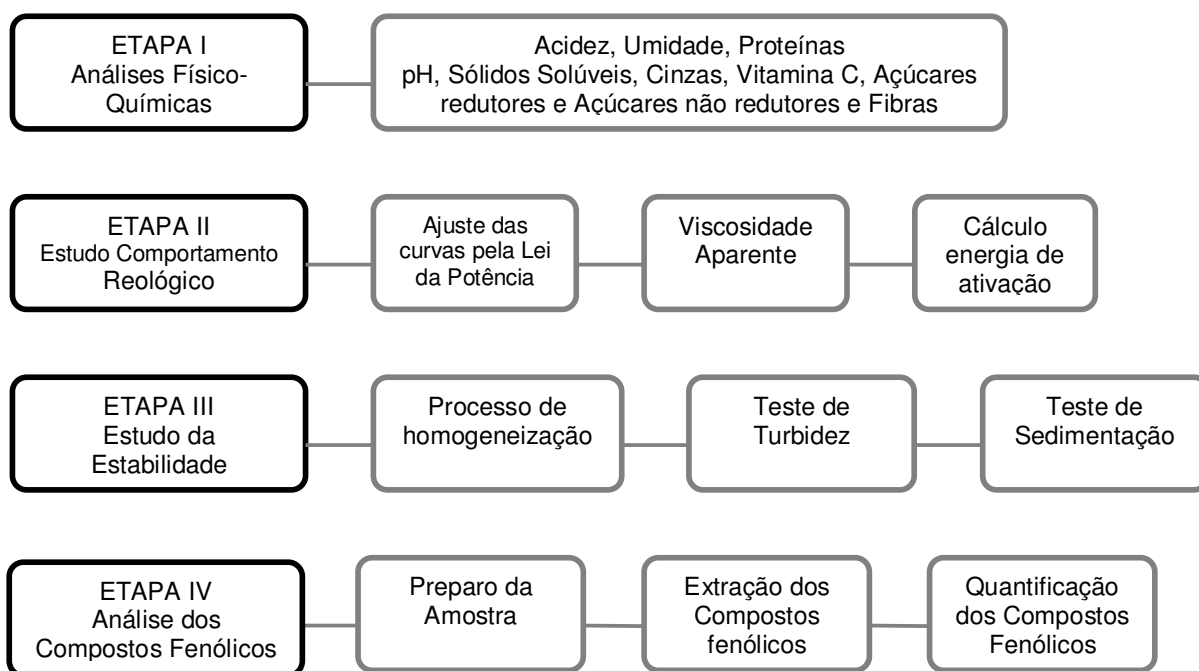 ETAPA I
Análises Físico-
Químicas
Acidez, Umidade, Proteínas
pH, Sólidos Solúveis, Cinzas, Vitamina C, Açúcares
redutores e Açúcares não redutores e Fibras
ETAPA II
Estudo Comportamento
Reológico
Ajuste das
curvas pela Lei
da Potência
Viscosidade
Aparente
Cálculo
energia de
ativação
ETAPA III
Estudo da
Estabilidade
Processo de
homogeneização
Teste de
Turbidez
Teste de
Sedimentação
ETAPA IV
Análise dos
Compostos Fenólicos
Preparo da
Amostra
Extração dos
Compostos
fenólicos
Quantificação
dos Compostos
Fenólicos